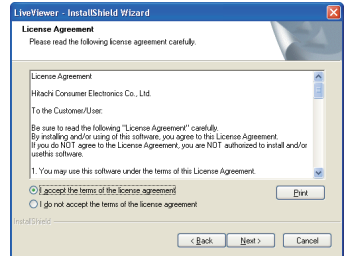 LiveViewer - InstallShield Wizard
License Agreement
Please read the following license agreement carefully.
License Agreement
Hitachi Consumer Electronics Co., Ltd.
To the Customer/User:
Be sure to read the following "License Agreement" carefully.
By installing and/or using of this software, you agree to this License Agreement.
If you do NOT agree to the License Agreement, you are NOT authorized to install and/or
usethis software.
1. You may use this software under the terms of this License Agreement.
I accept the terms of the license agreement
Print
I do not accept the terms of the license agreement
InstallShield
< Back
Next >
Cancel